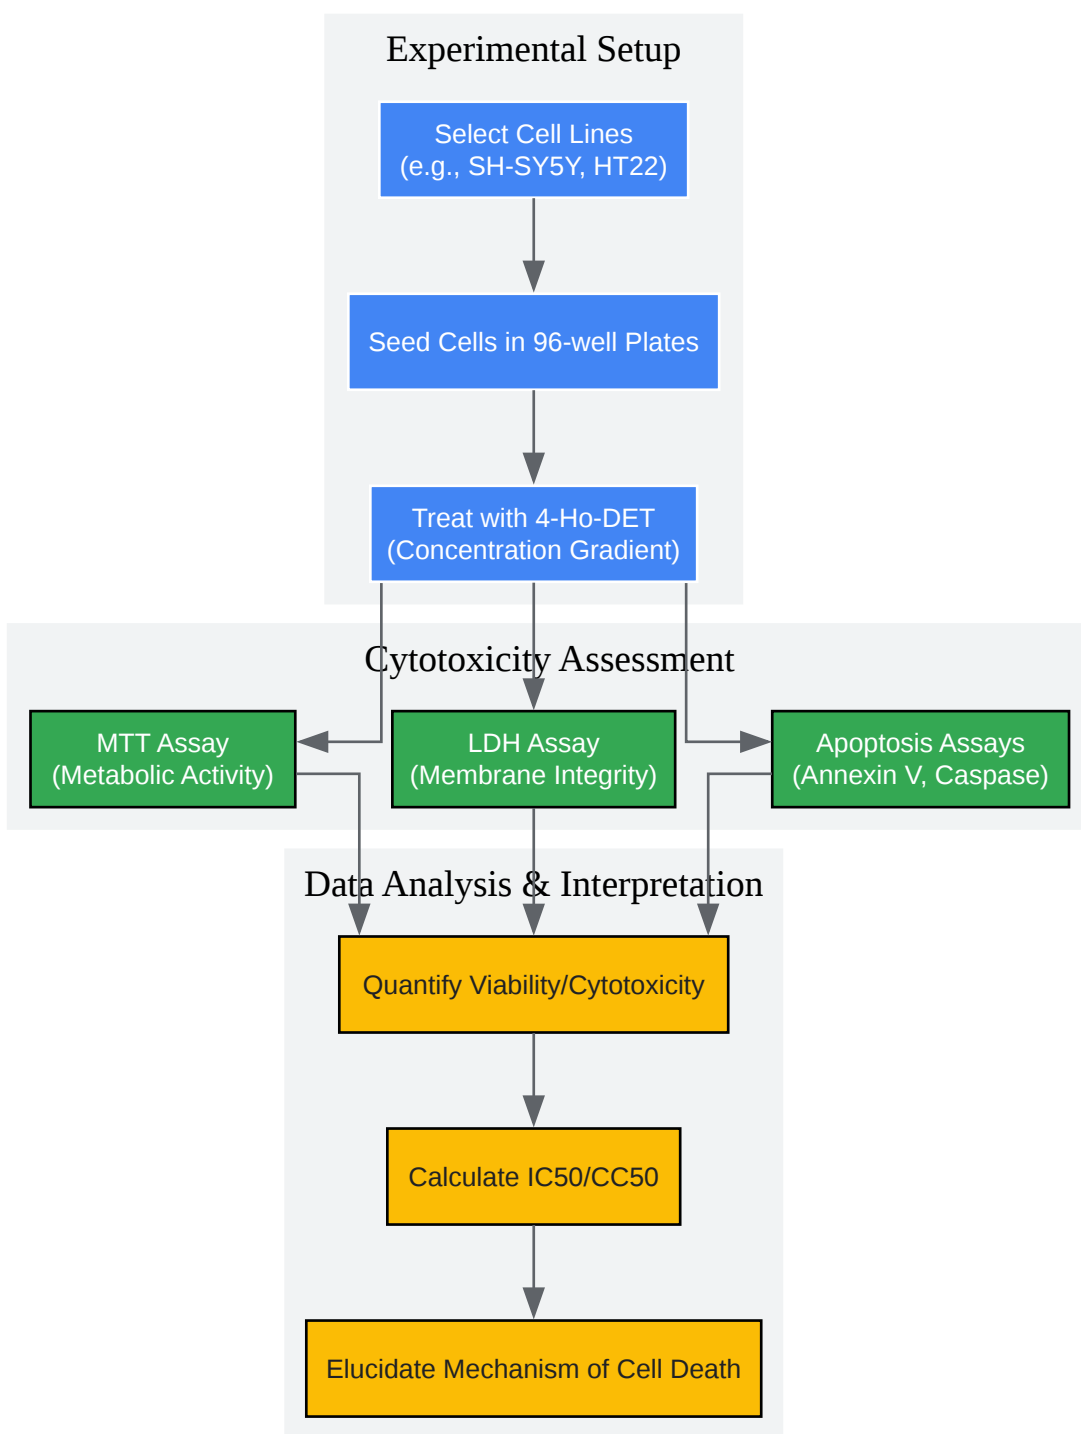 Experimental Setup
Select Cell Lines
(e.g., SH-SY5Y, HT22)
Seed Cells in 96-well Plates
Treat with 4-Ho-DET
(Concentration Gradient)
Cytotoxicity Assessment
MTT Assay
(Metabolic Activity)
LDH Assay
(Membrane Integrity)
Apoptosis Assays
(Annexin V, Caspase)
Data Analysis & Interpretation
Quantify Viability/Cytotoxicity
Calculate IC50/CC50
Elucidate Mechanism of Cell Death